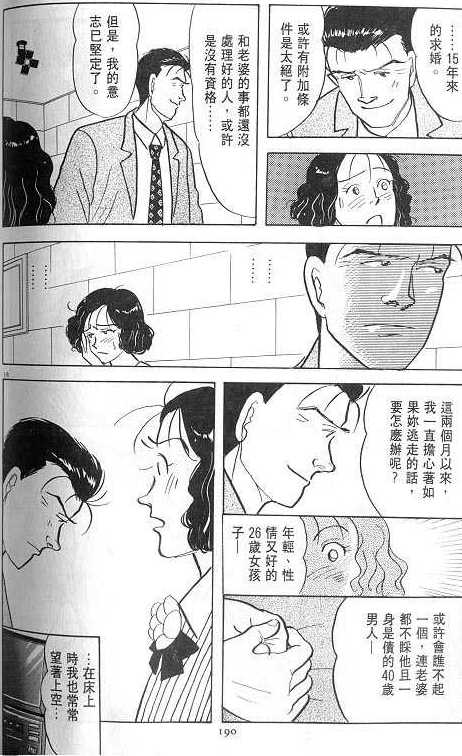 ……15年來
的求婚。
或許有附加條
件是太絕了。
和老婆的事都還沒
處理好的人，或許
是沒有資格……
但是，我的意
志已堅定了。
……
……
……
這兩個月以來，
我一直擔心著如
果妳逃走的話，
要怎麼辦呢？
年輕、性
情又好的
26歲女孩
子—
或許會瞧不起
一個，連老婆
都不睬他且一
身是債的40歲
男人—
…在床上
時我也常常
望著上空…
190